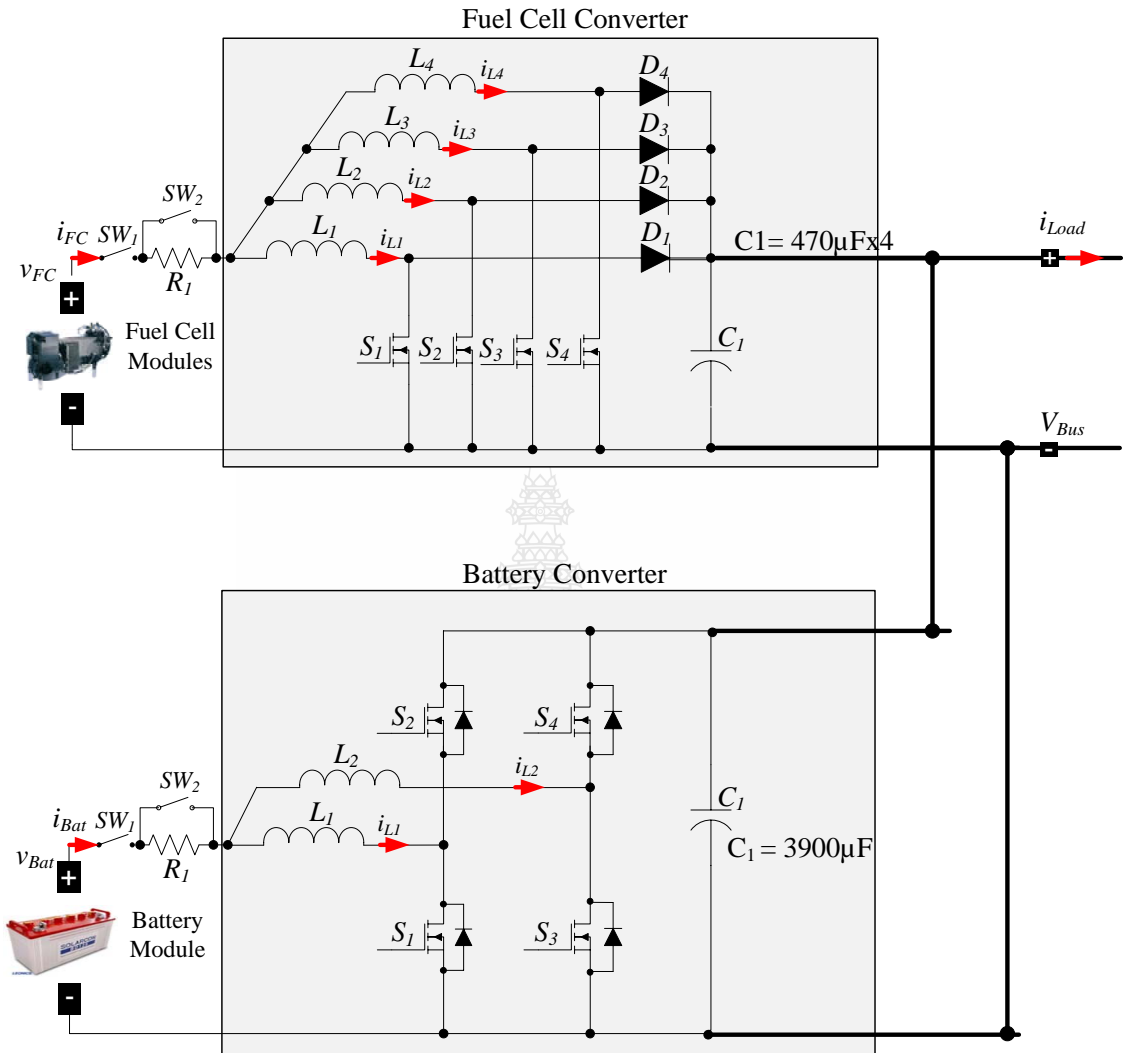 Fuel Cell Converter
L4
iL4
D4
L3
iL3
D3
L2
iL2
D2
SW2
iFC
SW1
R1
L1
iL1
D1
C1= 470µFx4
iLoad
vFC
+
+
Fuel Cell
Modules
S1
S2
S3
S4
C1
-
VBus
-
Battery Converter
S2
S4
L2
iL2
SW2
iBat
SW1
R1
L1
iL1
C1
C1 = 3900µF
vBat
+
Battery
Module
S1
S3
-